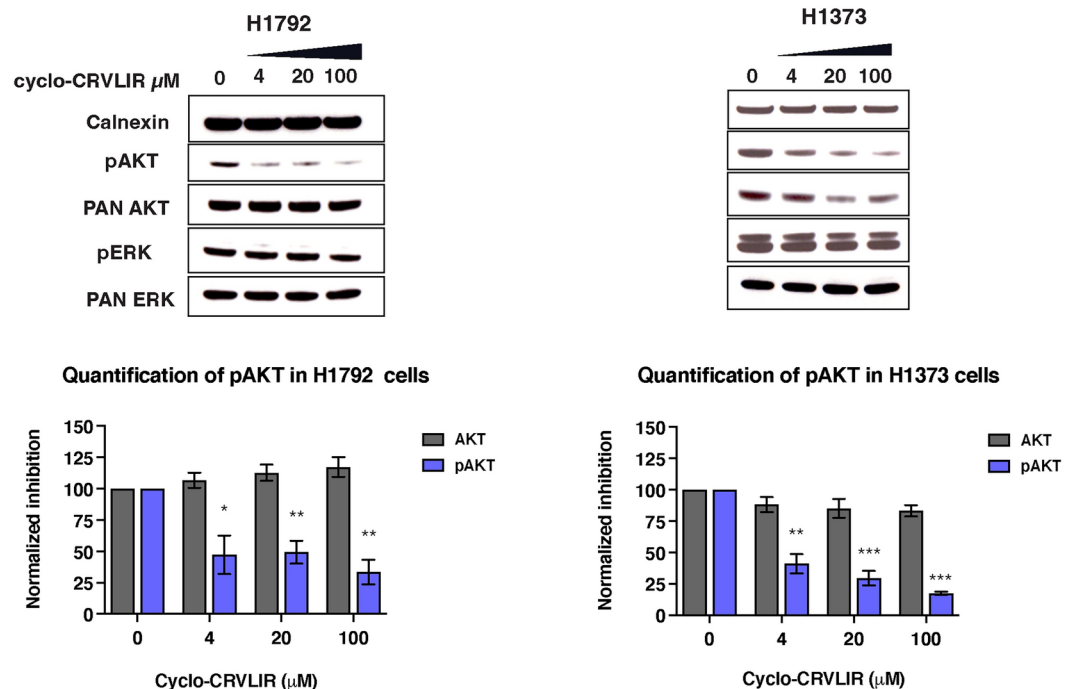 H1792
cyclo-CRVLIR μM 0 4 20 100
Calnexin
pAKT
PAN AKT
pERK
PAN ERK
H1373
0 4 20 100
Quantification of pAKT in H1792 cells
Normalized inhibition
150
125
100
75
50
25
0
* ** **
0 4 20 100
Cyclo-CRVLIR (μM)
AKT
pAKT
Quantification of pAKT in H1373 cells
Normalized inhibition
150
125
100
75
50
25
0
** *** ***
0 4 20 100
Cyclo-CRVLIR (μM)
AKT
pAKT